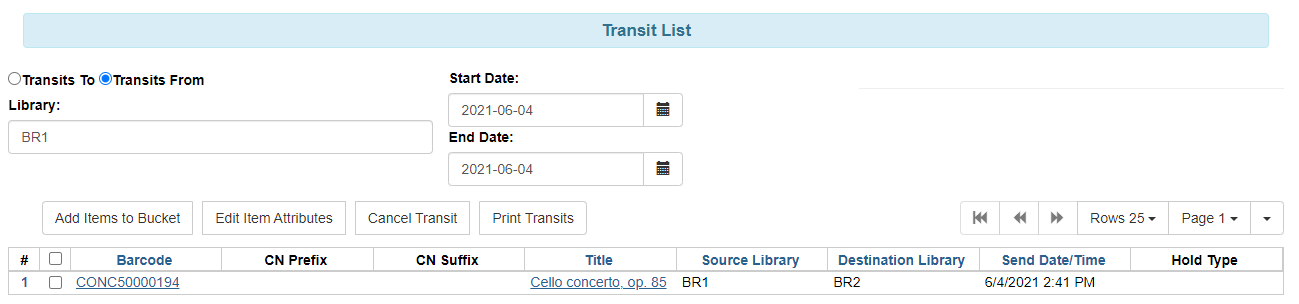 Transit List
Transits To Transits From
Library:
BR1
Start Date:
2021-06-04
End Date:
2021-06-04
Add Items to Bucket Edit Item Attributes Cancel Transit Print Transits Rows 25 Page 1
# Barcode CN Prefix CN Suffix Title Source Library Destination Library Send Date/Time Hold Type
1 CONC50000194 Cello concerto, op. 85 BR1 BR2 6/4/2021 2:41 PM